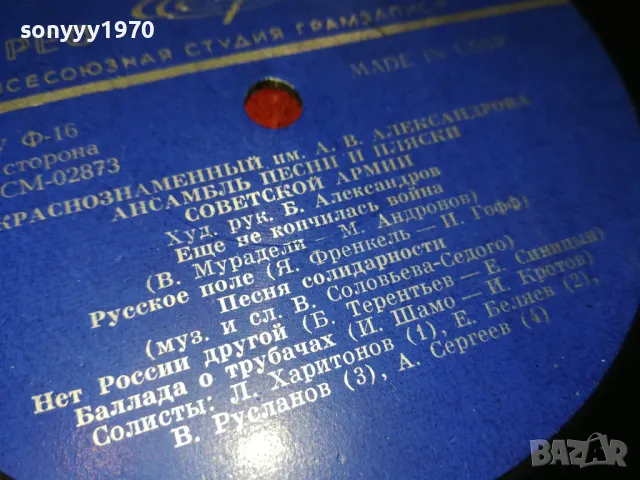 sonyyy1970
ВСЕСОЮЗНАЯ СТУДИЯ ГРАМЗАПИСИ
MADE IN USSR
У Ф-16
сторона
СМ-02873
КРАСНОЗНАМЕННЫЙ им. А. В. АЛЕКСАНДРОВА
АНСАМБЛЬ ПЕСНИ И ПЛЯСКИ
СОВЕТСКОЙ АРМИИ
Худ. рук. Б. Александров
Еще не кончилась война
(В. Мурадели — М. Андронов)
Русское поле (Я. Френкель — И. Гофф)
Песня солидарности
(муз. и сл. В. Соловьева-Седого)
Нет России другой (Б. Терентьев — Е. Синицын)
Баллада о трубачах (И. Шамо — И. Кротов)
Солисты: Л. Харитонов (1), Е. Беляев (2),
В. Русланов (3), А. Сергеев (4)
BAZAR